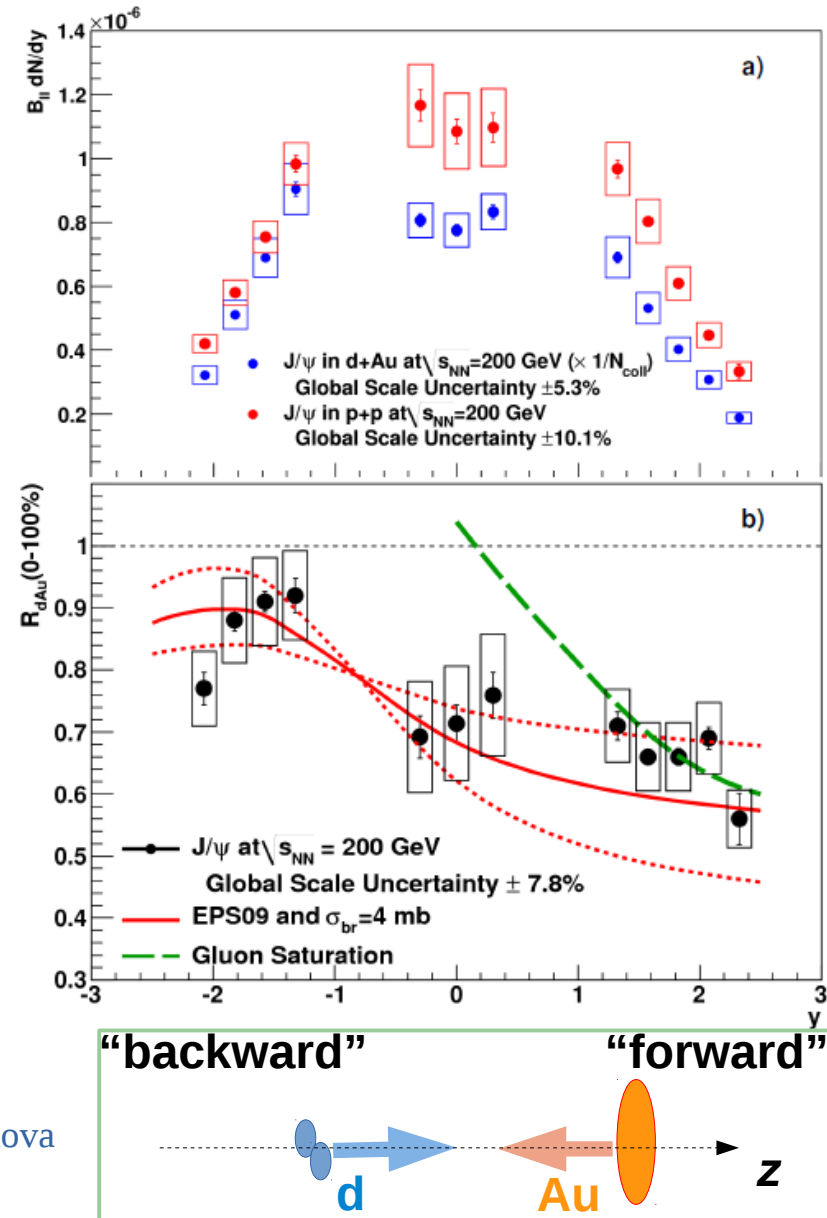 ×10⁻⁶
B_ll dN/dy
1.4
1.2
1
0.8
0.6
0.4
0.2
a)
J/ψ in d+Au at √s_NN=200 GeV (× 1/N_coll)
Global Scale Uncertainty ±5.3%
J/ψ in p+p at √s_NN=200 GeV
Global Scale Uncertainty ±10.1%
R_dAu(0-100%)
1
0.9
0.8
0.7
0.6
0.5
0.4
0.3
b)
J/ψ at √s_NN = 200 GeV
Global Scale Uncertainty ± 7.8%
EPS09 and σ_br=4 mb
Gluon Saturation
-3 -2 -1 0 1 2 3
y
"backward" "forward"
ova
d Au z